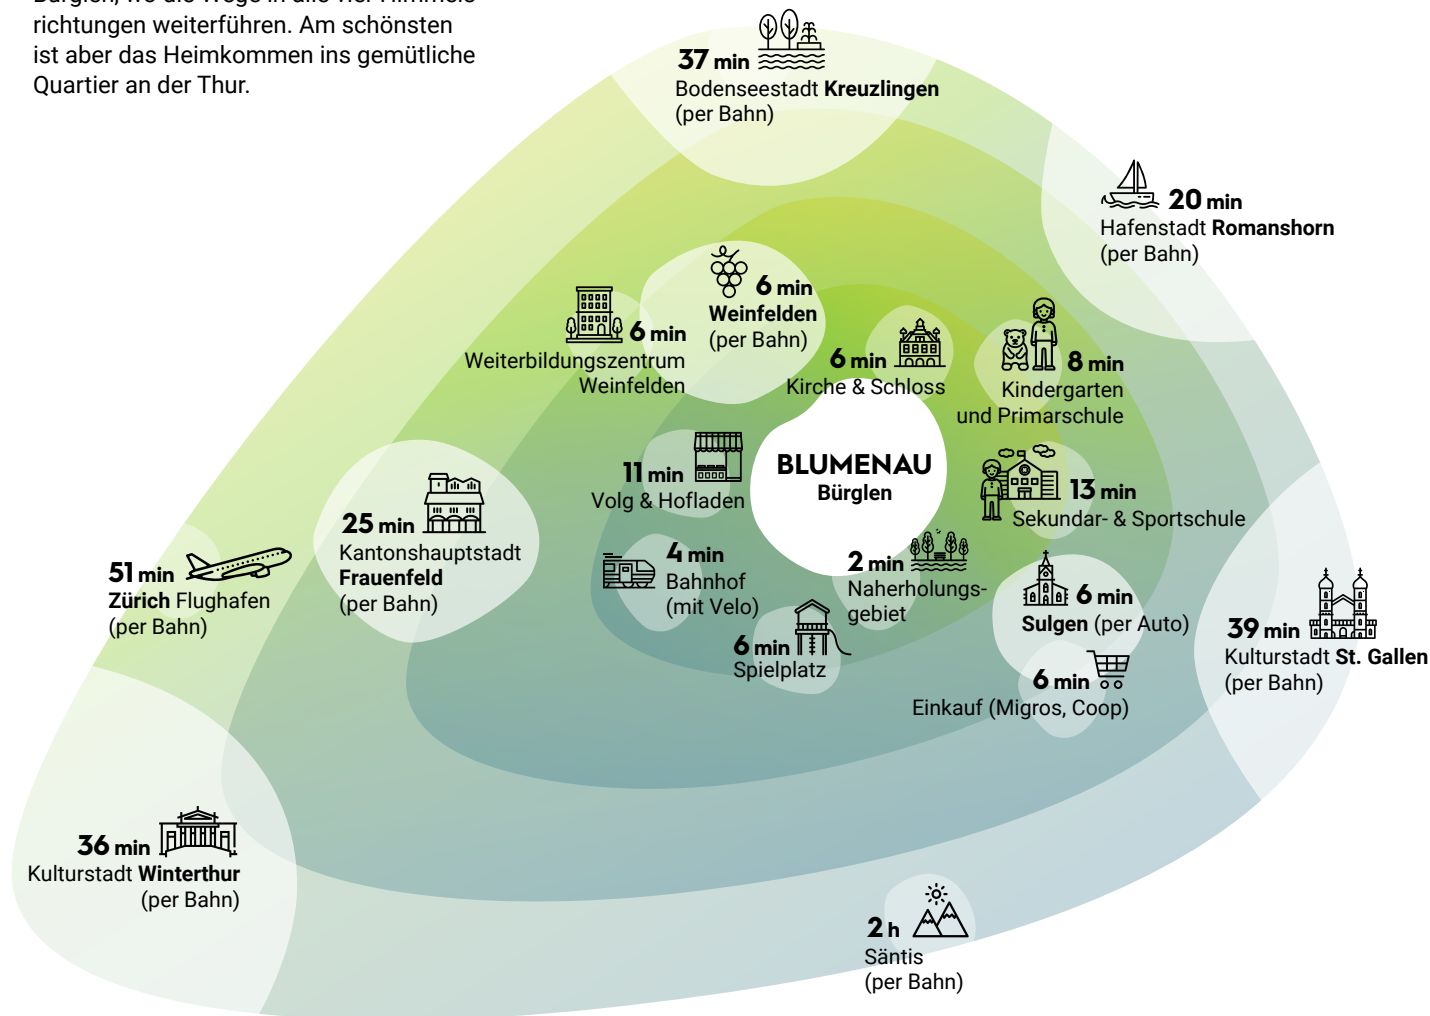 richtungen weiterführen. Am schönsten
ist aber das Heimkommen ins gemütliche
Quartier an der Thur.
37 min
Bodenseestadt Kreuzlingen
(per Bahn)
20 min
Hafenstadt Romanshorn
(per Bahn)
6 min
Weinfelden
(per Bahn)
6 min
Weiterbildungszentrum
Weinfelden
6 min
Kirche & Schloss
8 min
Kindergarten
und Primarschule
BLUMENAU
Bürglen
11 min
Volg & Hofladen
13 min
Sekundar- & Sportschule
25 min
Kantonshauptstadt
Frauenfeld
(per Bahn)
51 min
Zürich Flughafen
(per Bahn)
4 min
Bahnhof
(mit Velo)
2 min
Naherholungs-
gebiet
6 min
Spielplatz
6 min
Sulgen (per Auto)
6 min
Einkauf (Migros, Coop)
39 min
Kulturstadt St. Gallen
(per Bahn)
36 min
Kulturstadt Winterthur
(per Bahn)
2 h
Säntis
(per Bahn)